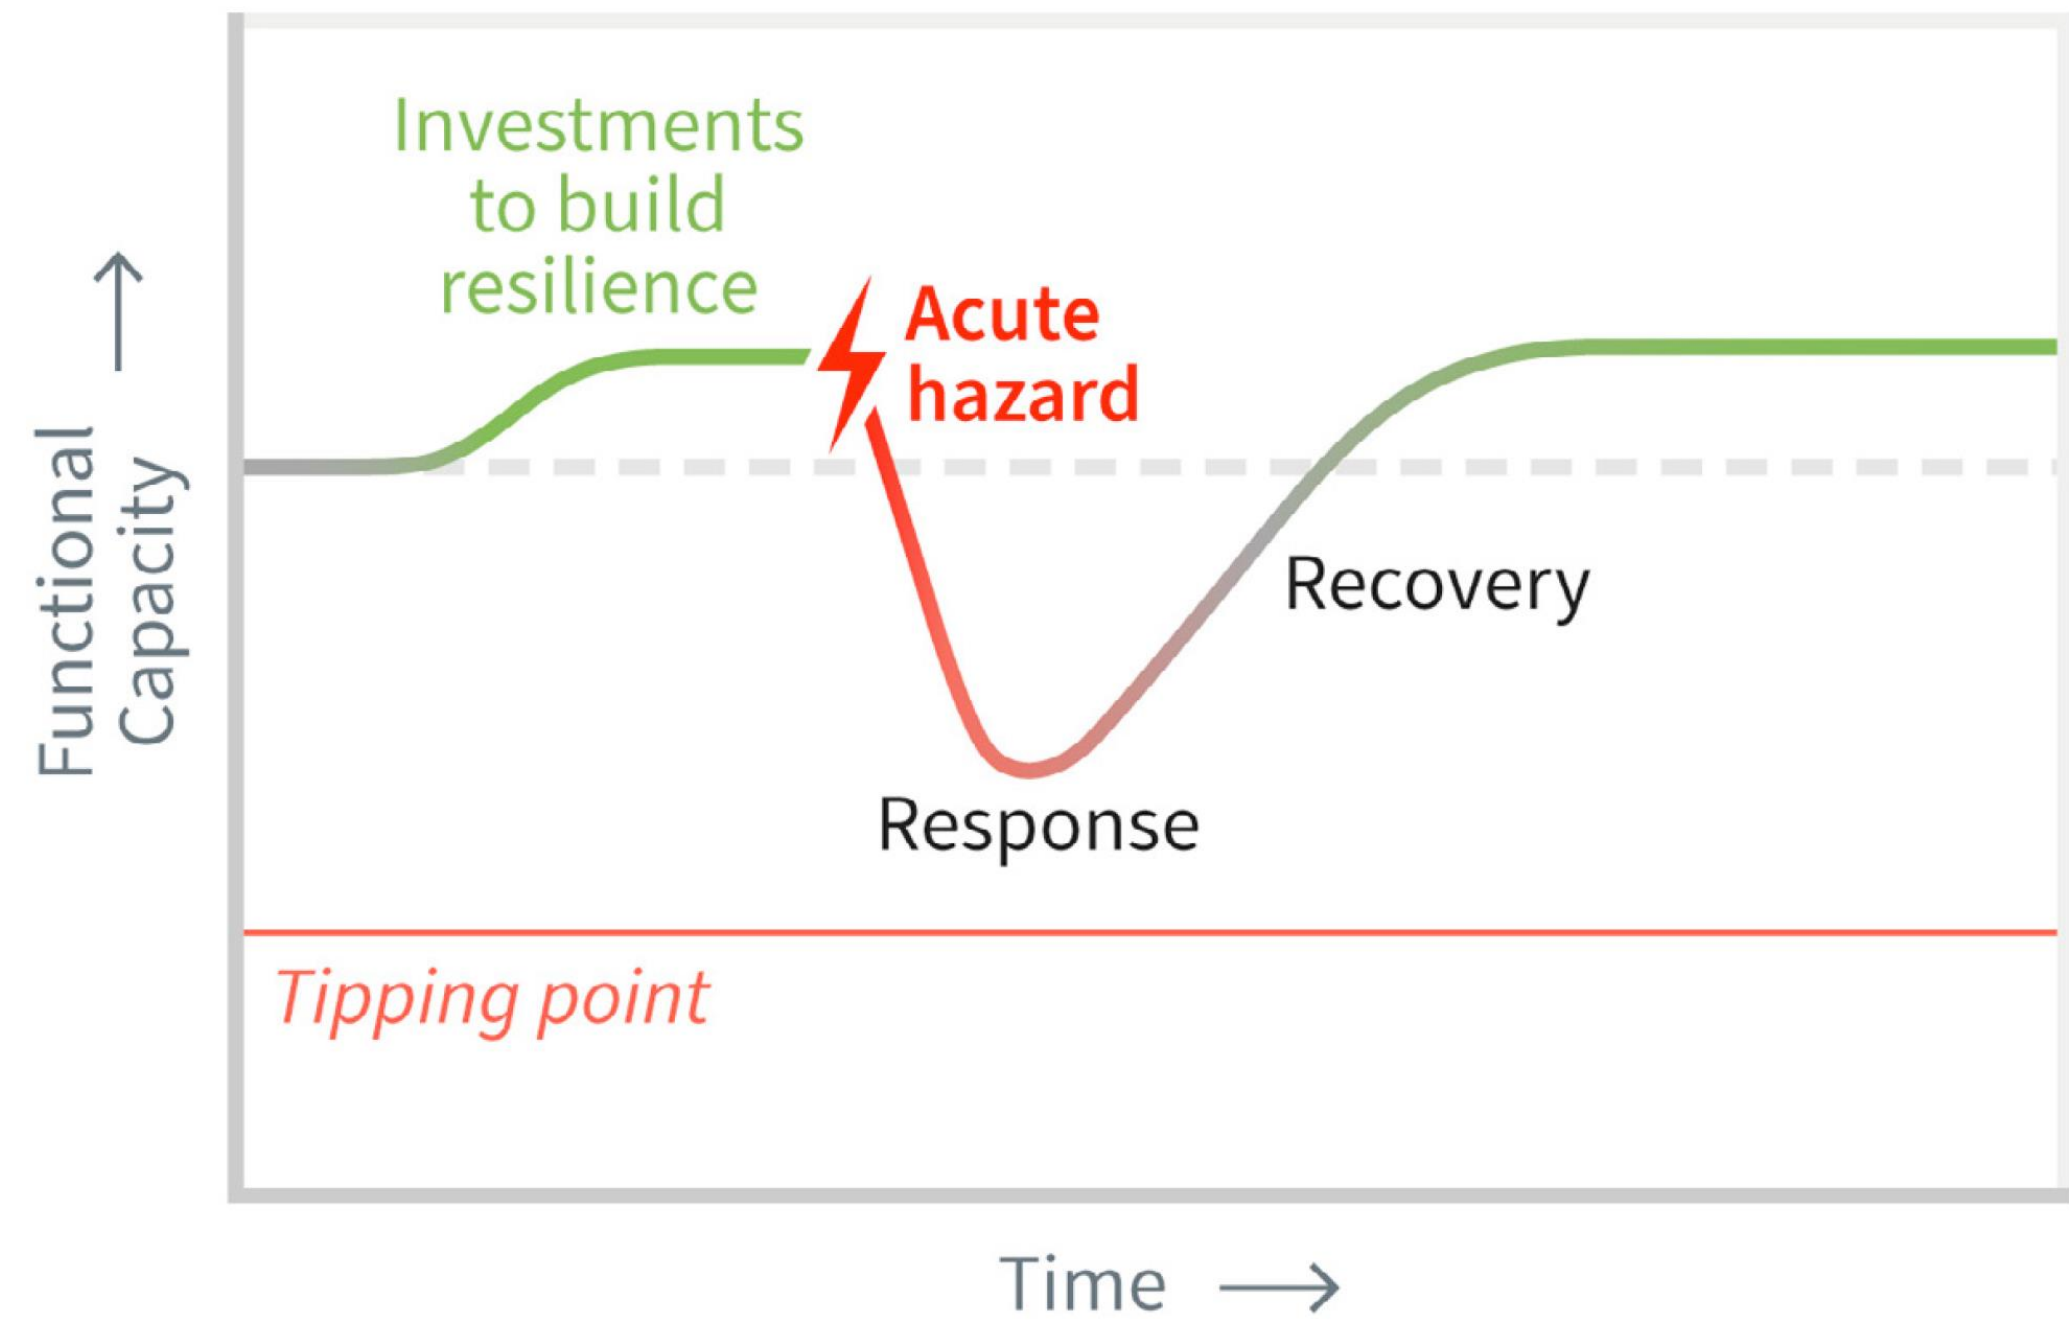 Investments
to build
resilience
Acute
hazard
Functional
Capacity
Recovery
Response
Tipping point
Time